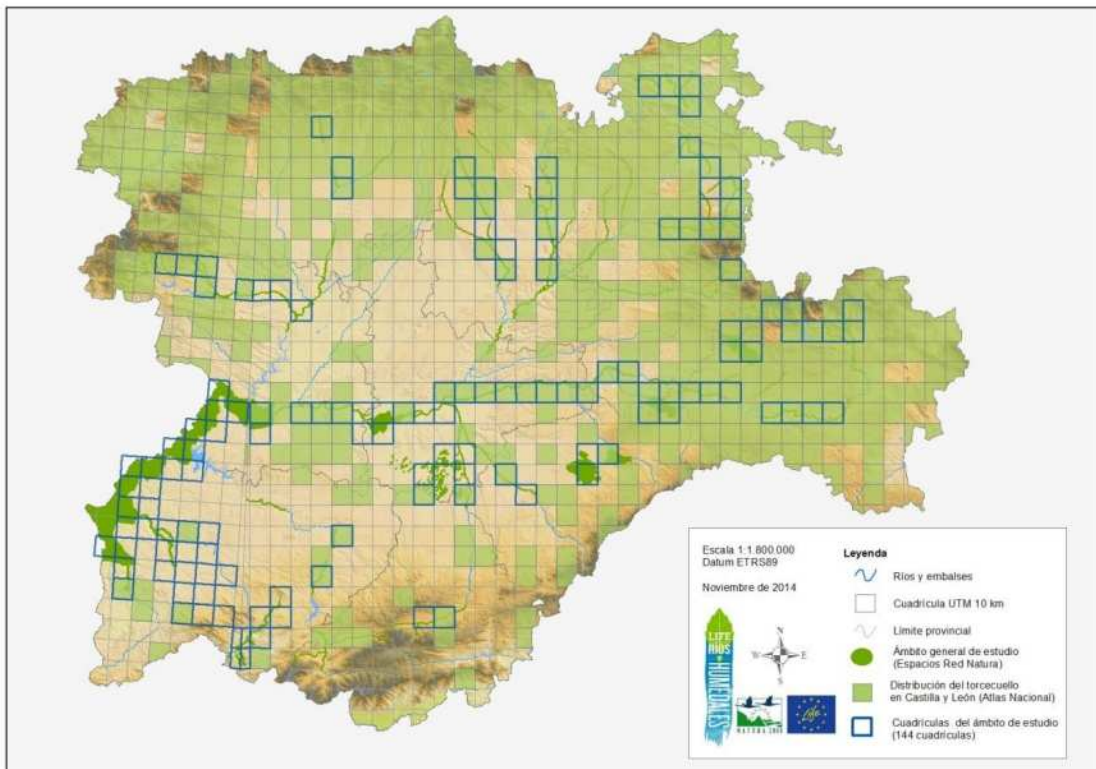 Escala 1:1.800.000
Datum ETRS89
Noviembre de 2014
Leyenda
Ríos y embalses
Cuadrícula UTM 10 km
Límite provincial
Ámbito general de estudio
(Espacios Red Natura)
Distribución del torcecuello
en Castilla y León (Atlas Nacional)
Cuadrículas del ámbito de estudio
(144 cuadrículas)
N
W E
S
LIFE
RÍOS
HUMEDALES
NATURA 2000
Life